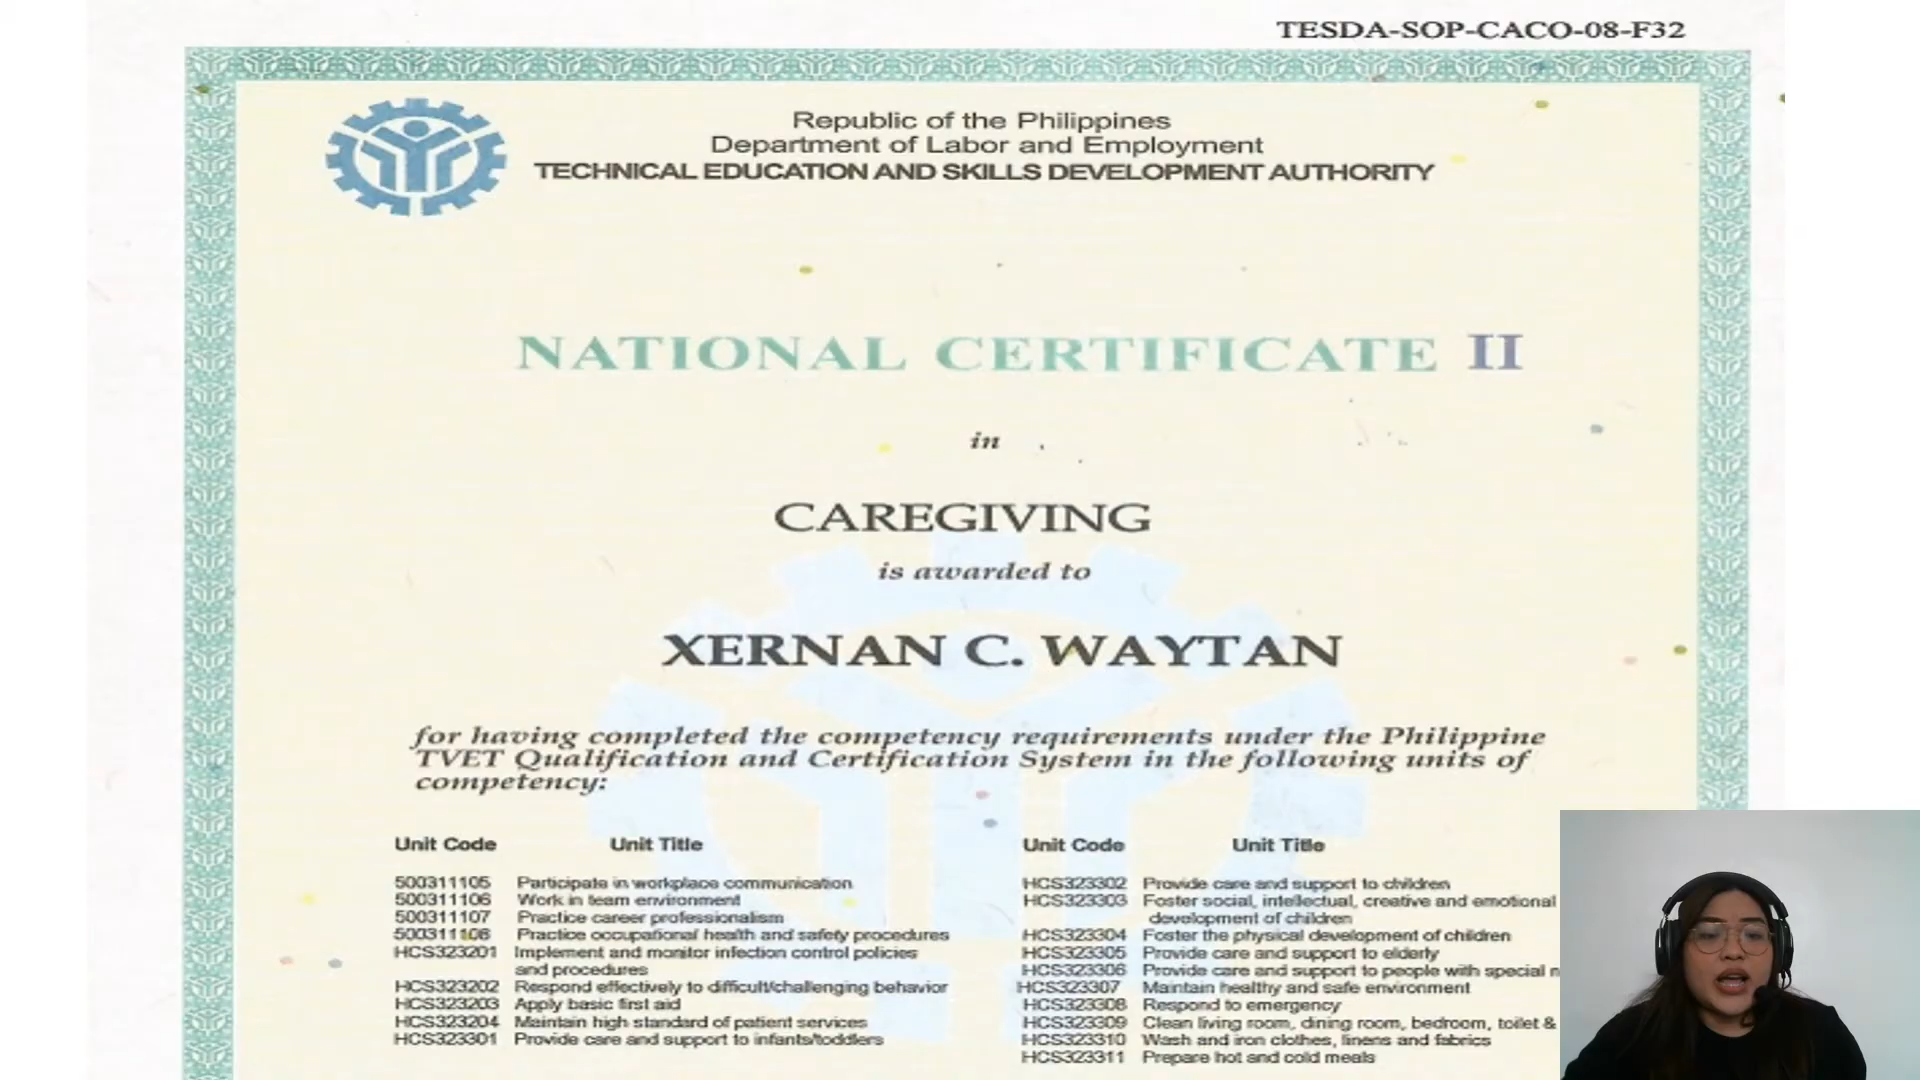 TESDA-SOP-CACO-08-F32
Republic of the Philippines
Department of Labor and Employment
TECHNICAL EDUCATION AND SKILLS DEVELOPMENT AUTHORITY
NATIONAL CERTIFICATE II
in
CAREGIVING
is awarded to
XERNAN C. WAYTAN
for having completed the competency requirements under the Philippine
TVET Qualification and Certification System in the following units of
competency:
Unit Code Unit Title
500311105 Participate in workplace communication
500311106 Work in team environment
500311107 Practice career professionalism
500311108 Practice occupational health and safety procedures
HCS323201 Implement and monitor infection control policies
and procedures
HCS323202 Respond effectively to difficult/challenging behavior
HCS323203 Apply basic first aid
HCS323204 Maintain high standard of patient services
HCS323301 Provide care and support to infants/toddlers
Unit Code Unit Title
HCS323302 Provide care and support to children
HCS323303 Foster social, intellectual, creative and emotional
development of children
HCS323304 Foster the physical development of children
HCS323305 Provide care and support to elderly
HCS323306 Provide care and support to people with special
HCS323307 Maintain healthy and safe environment
HCS323308 Respond to emergency
HCS323309 Clean living room, dining room, bedroom, toilet &
HCS323310 Wash and iron clothes, linens and fabrics
HCS323311 Prepare hot and cold meals